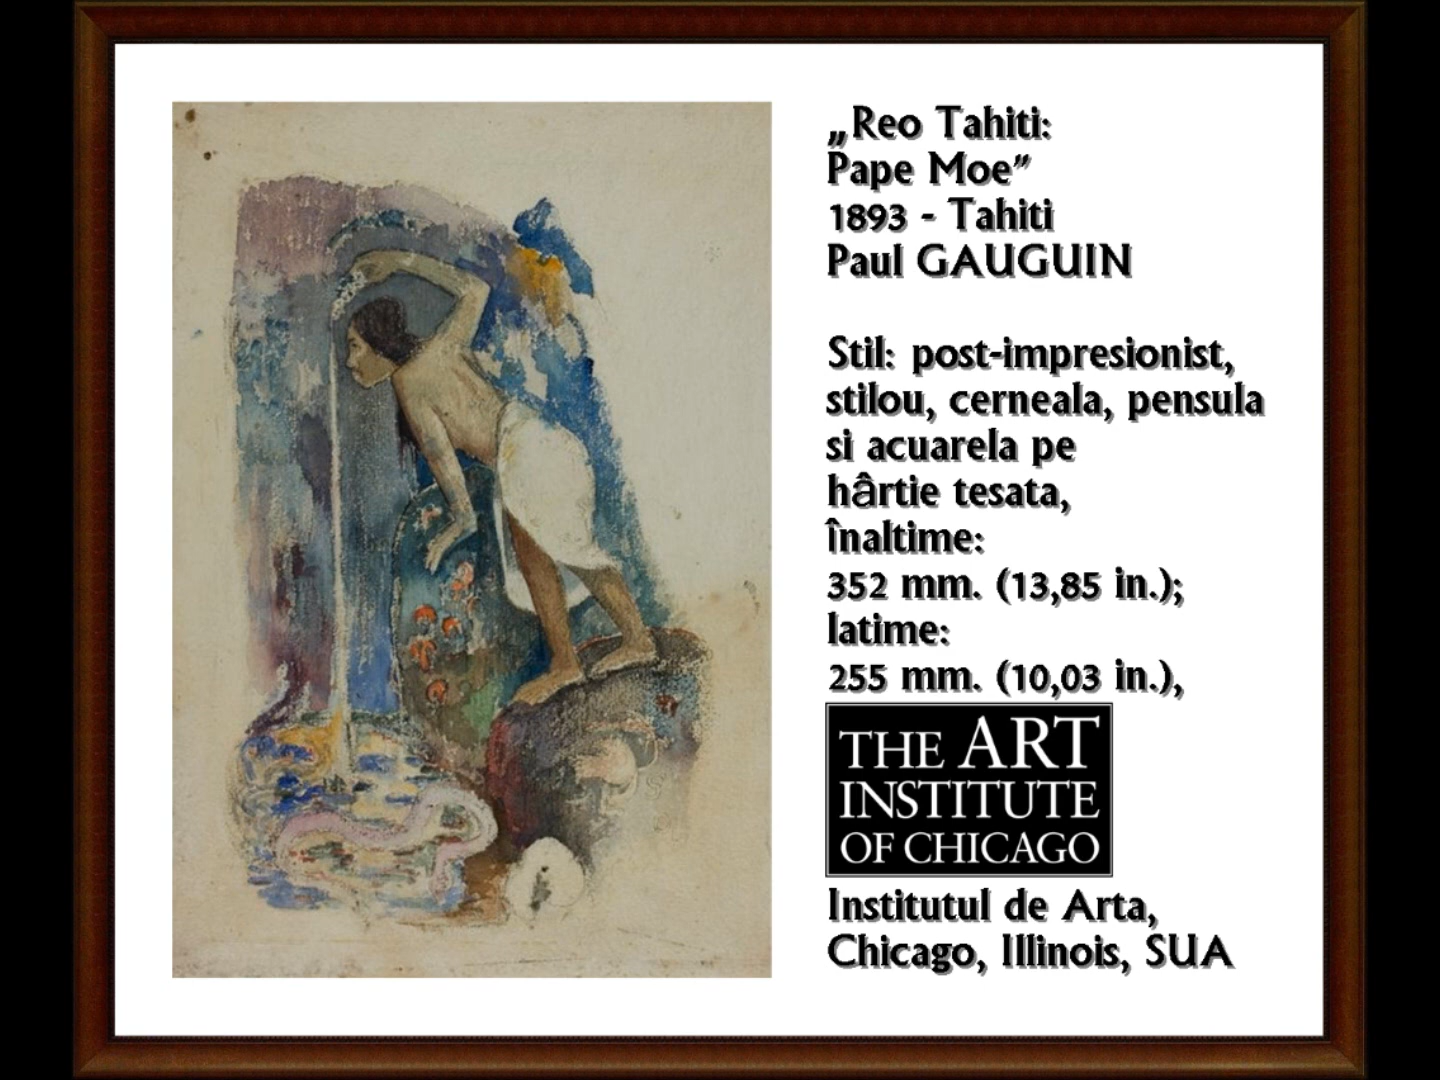 „Reo Tahiti:
Pape Moe”
1893 - Tahiti
Paul GAUGUIN
Stil: post-impresionist,
stilou, cerneala, pensula
si acuarela pe
hârtie tesata,
înaltime:
352 mm. (13,85 in.);
latime:
255 mm. (10,03 in.),
THE ART
INSTITUTE
OF CHICAGO
Institutul de Arta,
Chicago, Illinois, SUA